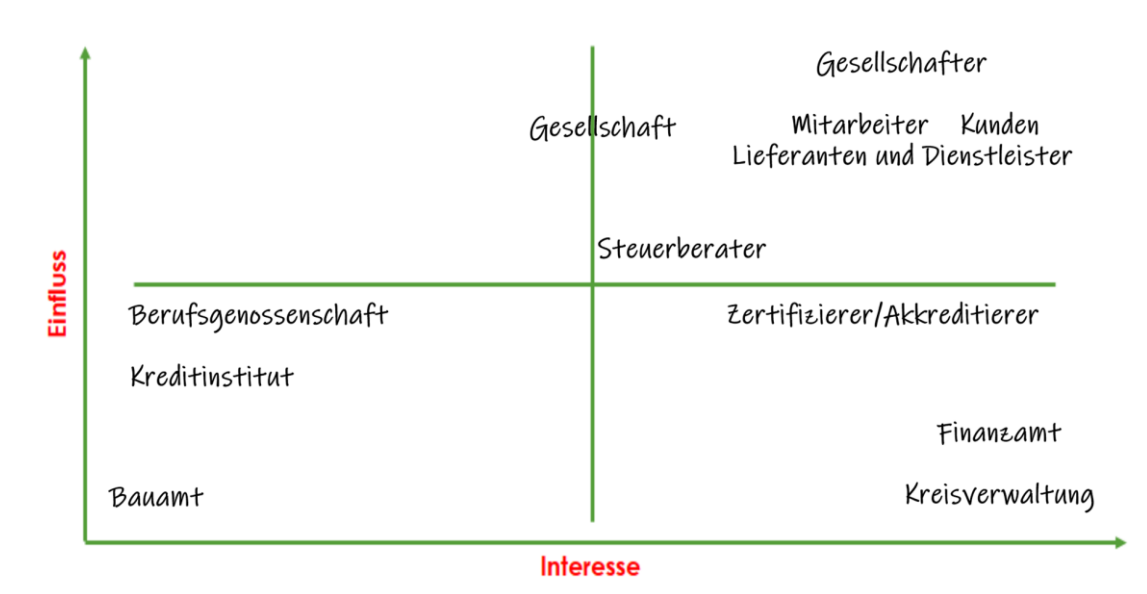 Gesellschafter
Gesellschaft
Mitarbeiter Kunden
Lieferanten und Dienstleister
Steuerberater
Einfluss
Berufsgenossenschaft
Zertifizierer/Akkreditierer
Kreditinstitut
Finanzamt
Bauamt
Kreisverwaltung
Interesse